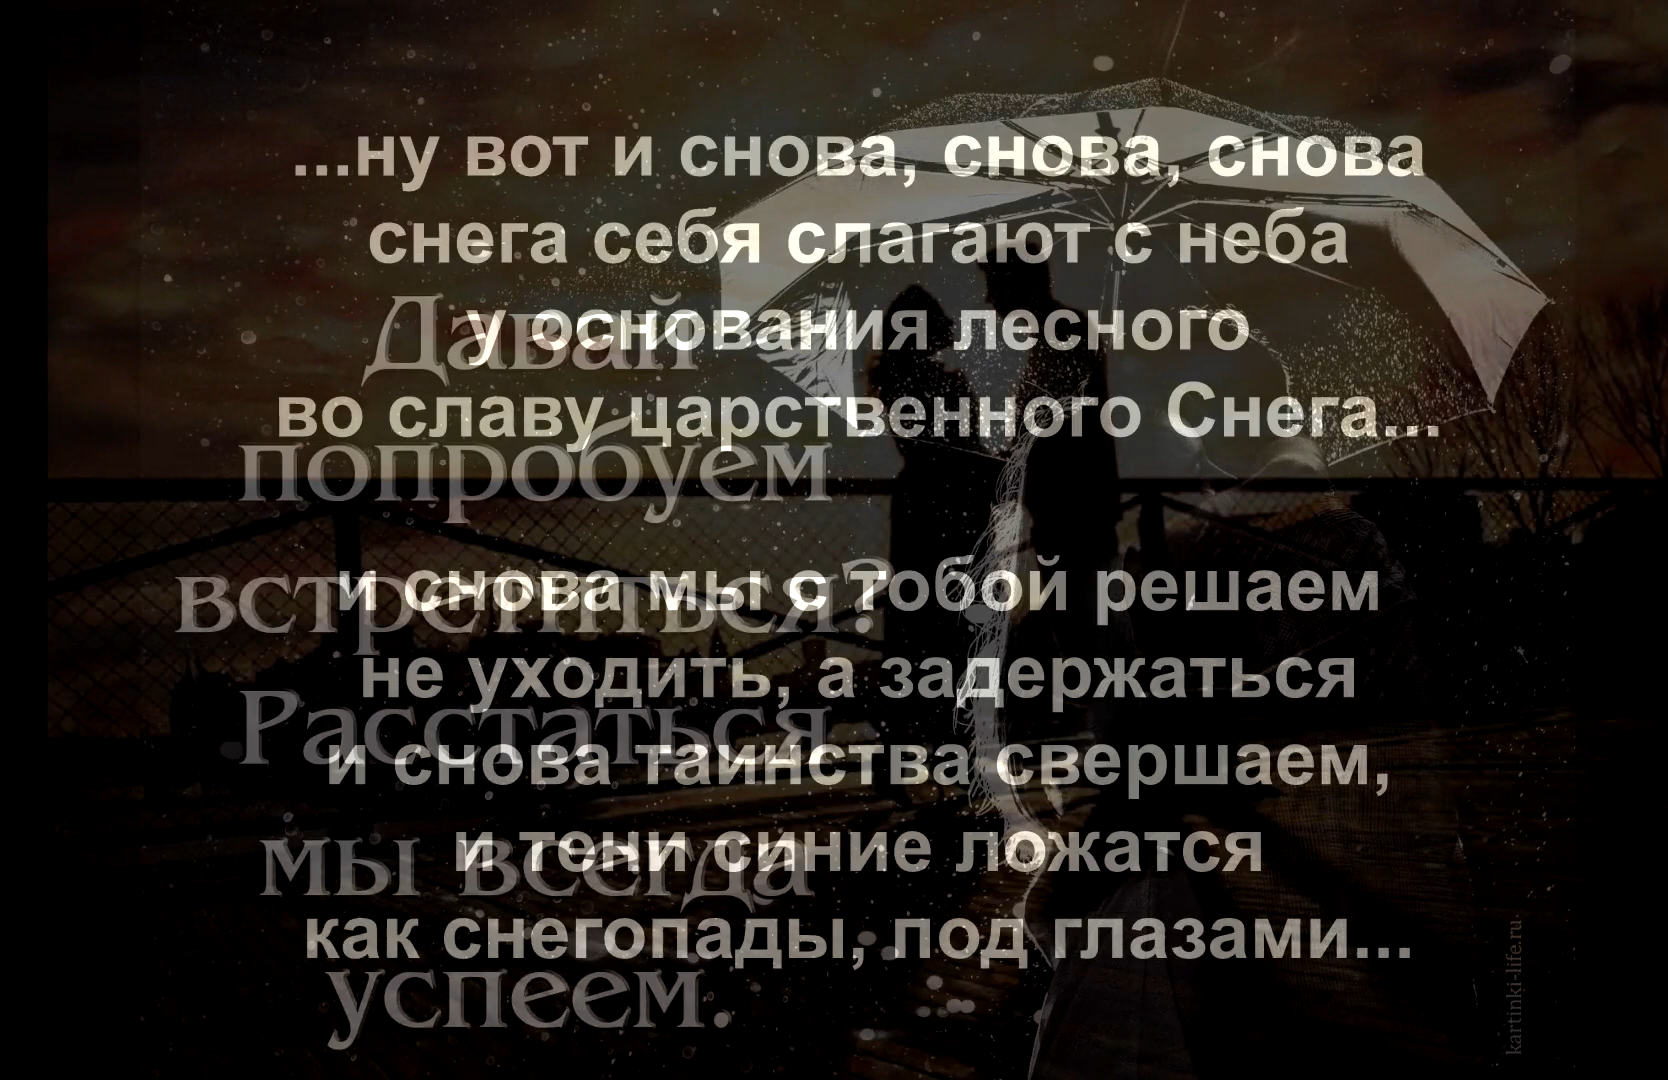 ...ну вот и снова, снова, снова
снега себя слагают с неба
у основания лесного
во славу царственного Снега...
и снова мы с тобой решаем
не уходить, а задержаться
и снова таинства свершаем,
и тени синие ложатся
как снегопады, под глазами...
Давай
попробуем
встретиться?
Расстаться
мы всегда
успеем.
kartinki-life.ru